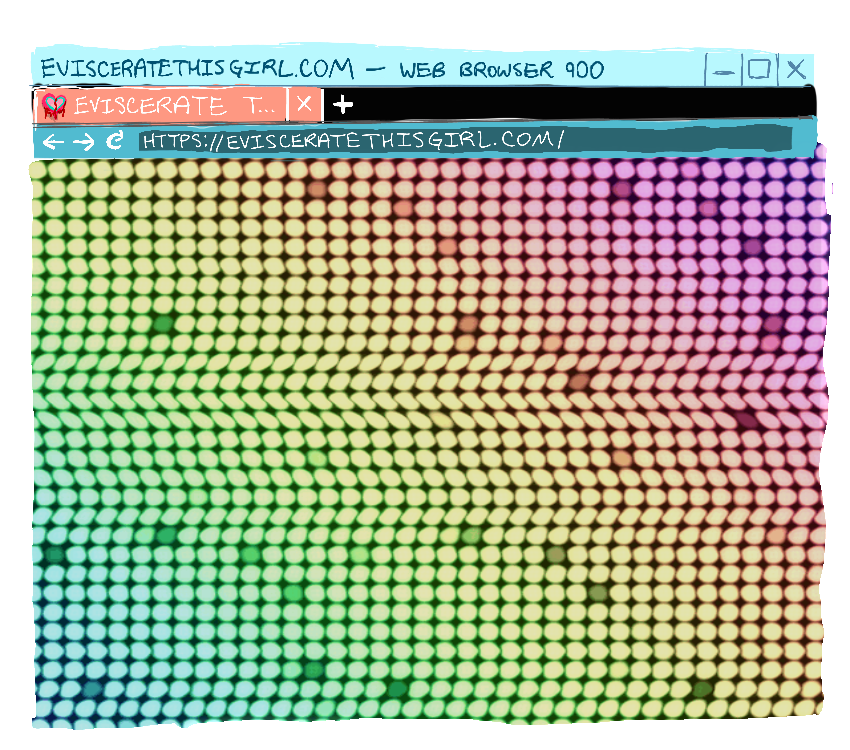 EVISCERATETHISGIRL.COM — WEB BROWSER 900
EVISCERATE T...
HTTPS://EVISCERATETHISGIRL.COM/